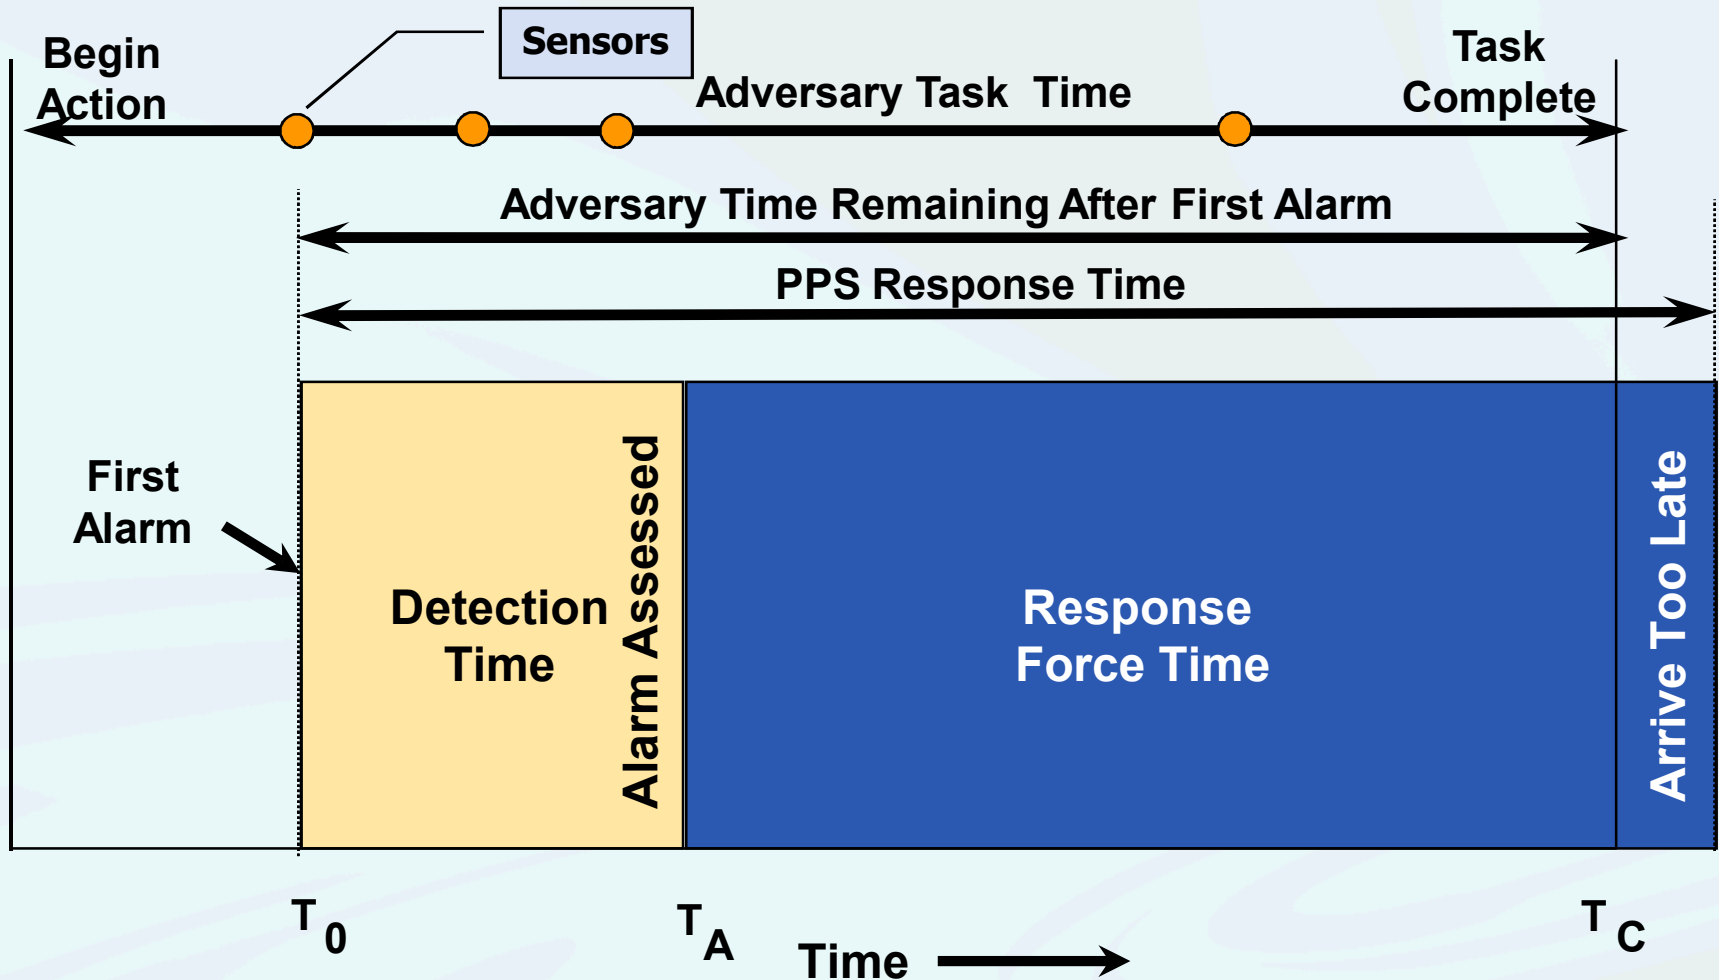 Begin
Action
Sensors
Adversary Task Time
Task
Complete
Adversary Time Remaining After First Alarm
PPS Response Time
First
Alarm
Detection
Time
Alarm Assessed
Response
Force Time
Arrive Too Late
T0
TA
TC
Time